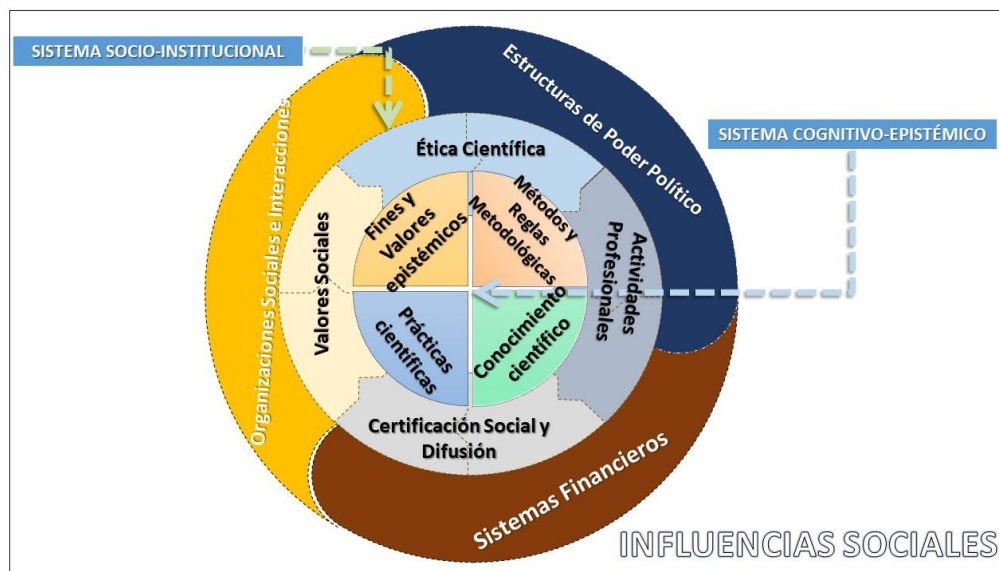 SISTEMA SOCIO-INSTITUCIONAL
Estructuras de Poder Político
SISTEMA COGNITIVO-EPISTÉMICO
Organizaciones Sociales e Interacciones
Ética Científica
Fines y
Valores
epistémicos
Métodos y
Reglas
Metodológicas
Valores Sociales
Actividades
Profesionales
Prácticas
científicas
Conocimiento
científico
Certificación Social y
Difusión
Sistemas Financieros
INFLUENCIAS SOCIALES